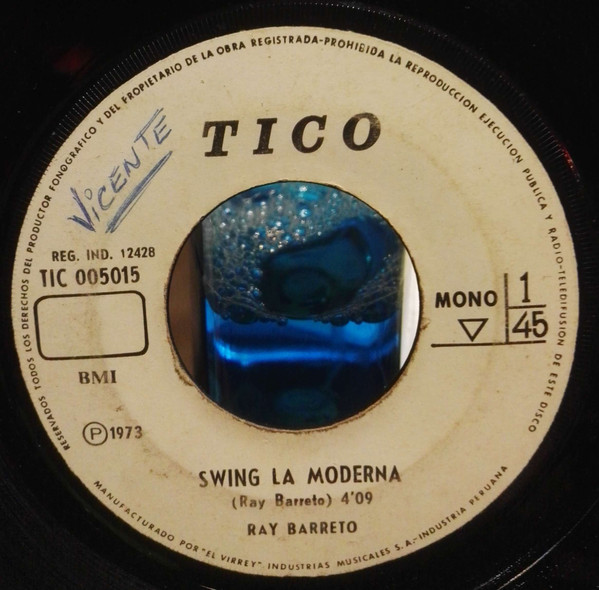 RESERVADOS TODOS LOS DERECHOS DEL PRODUCTOR FONOGRAFICO Y DEL PROPIETARIO DE LA OBRA REGISTRADA-PROHIBIDA LA REPRODUCCION EJECUCION PUBLICA Y RADIO-TELEDIFUSION DE ESTE DISCO
TICO
VICENTE
REG. IND. 12428
TIC 005015
MONO 1
45
BMI
Ⓟ 1973
SWING LA MODERNA
(Ray Barreto) 4'09
RAY BARRETO
MANUFACTURADO POR "EL VIRREY" INDUSTRIAS MUSICALES S.A.-INDUSTRIA PERUANA